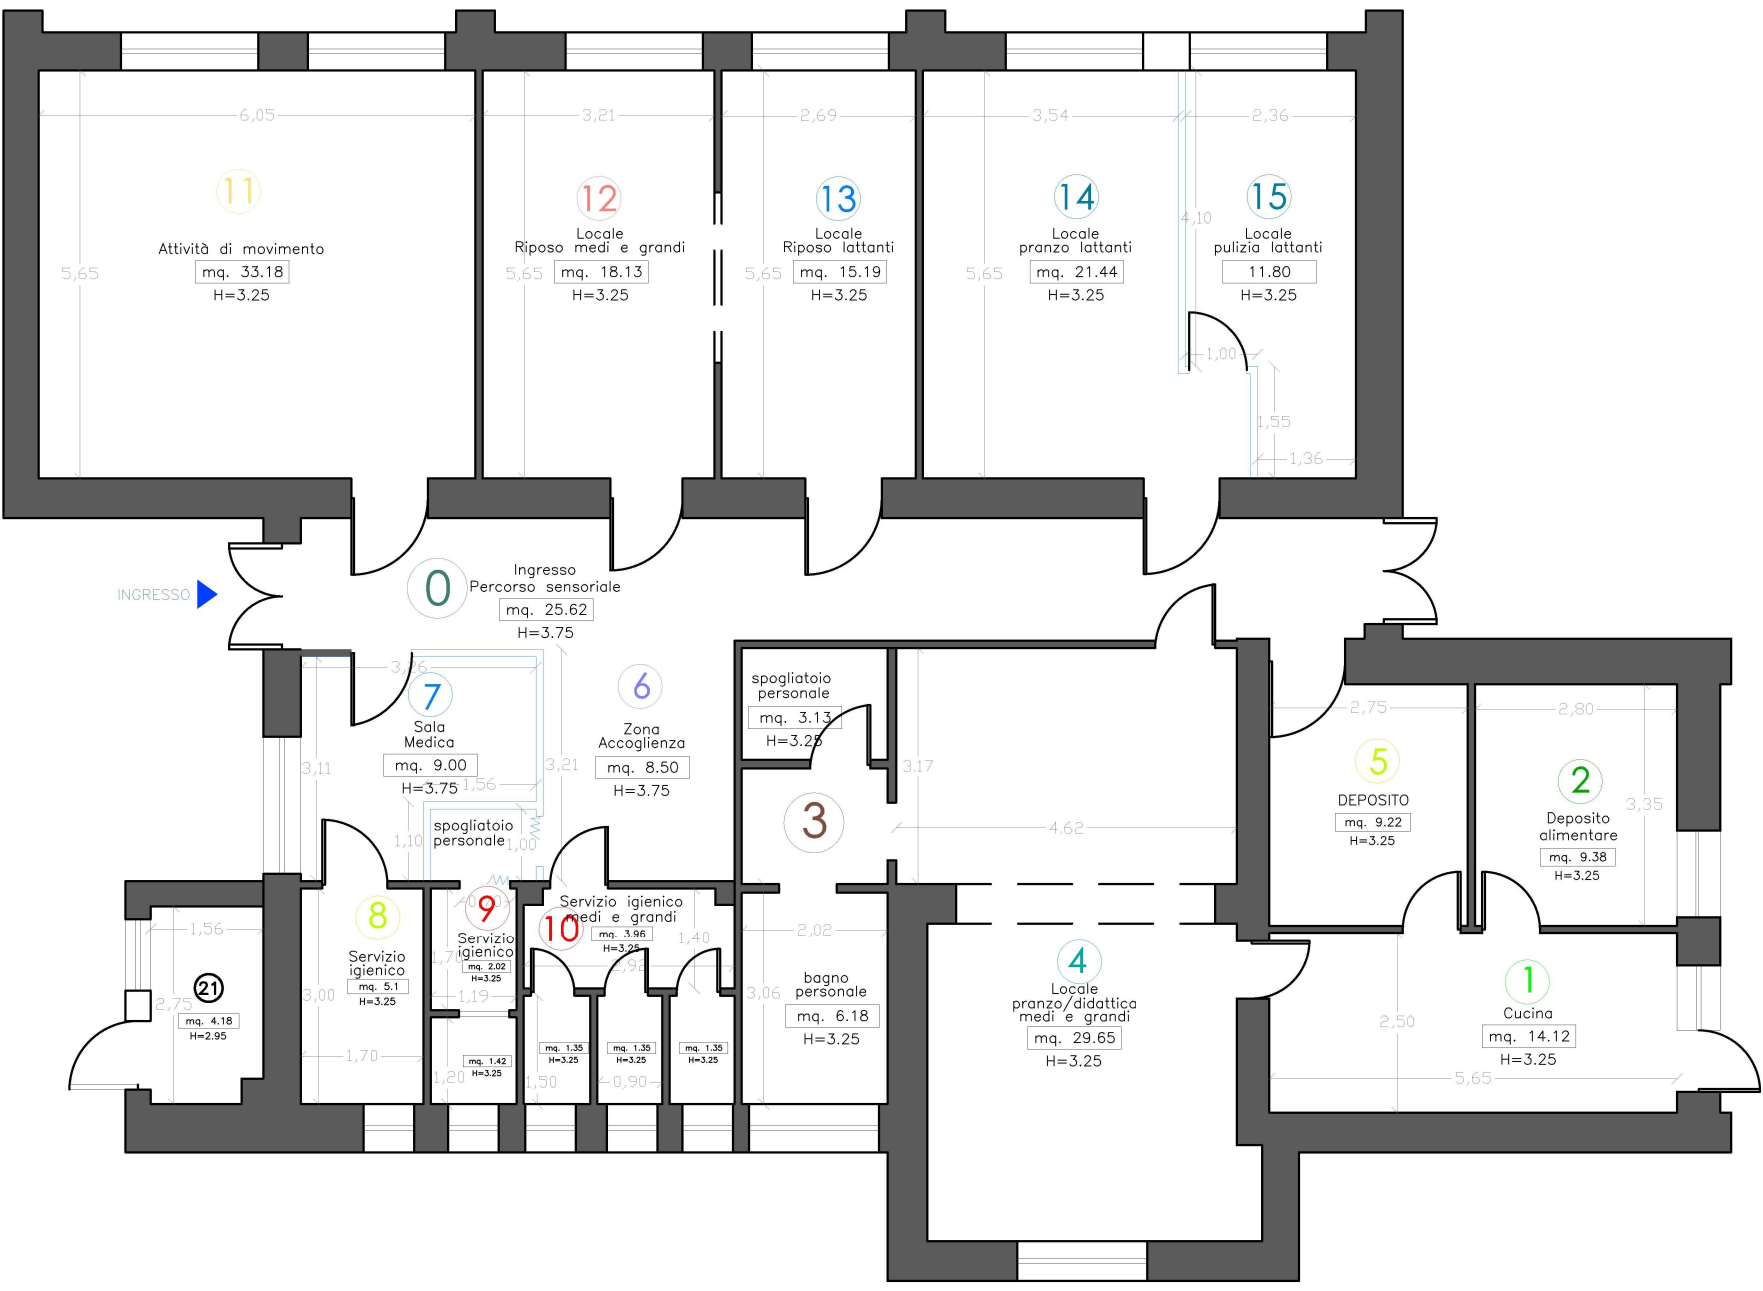 6,05
3,21
2,69
3,54
2,36
11
Attività di movimento
mq. 33.18
H=3.25
5,65
12
Locale
Riposo medi e grandi
mq. 18.13
H=3.25
5,65
13
Locale
Riposo lattanti
mq. 15.19
H=3.25
5,65
14
Locale
pranzo lattanti
mq. 21.44
H=3.25
5,65
15
Locale
pulizia lattanti
11.80
H=3.25
4,10
1,00
1,55
1,36
INGRESSO
0
Ingresso
Percorso sensoriale
mq. 25.62
H=3.75
3,26
7
Sala
Medica
mq. 9.00
H=3.75
3,11
1,56
3,21
6
Zona
Accoglienza
mq. 8.50
H=3.75
spogliatoio
personale
mq. 3.13
H=3.25
3,17
4.62
3
2,75
5
DEPOSITO
mq. 9.22
H=3.25
2,80
2
Deposito
alimentare
mq. 9.38
H=3.25
3,35
spogliatoio
personale
1,10
1,00
1,56
21
mq. 4.18
H=2.95
2,75
8
Servizio
igienico
mq. 5.1
H=3.25
3,00
1,70
9
Servizio
igienico
mq. 2.02
H=3.25
1,70
1,19
mq. 1.42
H=3.25
1,20
10
Servizio igienico
medi e grandi
mq. 3.96
H=3.25
1,40
2,92
mq. 1.35
H=3.25
mq. 1.35
H=3.25
mq. 1.35
H=3.25
1,50
0,90
2,02
bagno
personale
mq. 6.18
H=3.25
3,06
4
Locale
pranzo/didattica
medi e grandi
mq. 29.65
H=3.25
1
Cucina
mq. 14.12
H=3.25
2,50
5,65